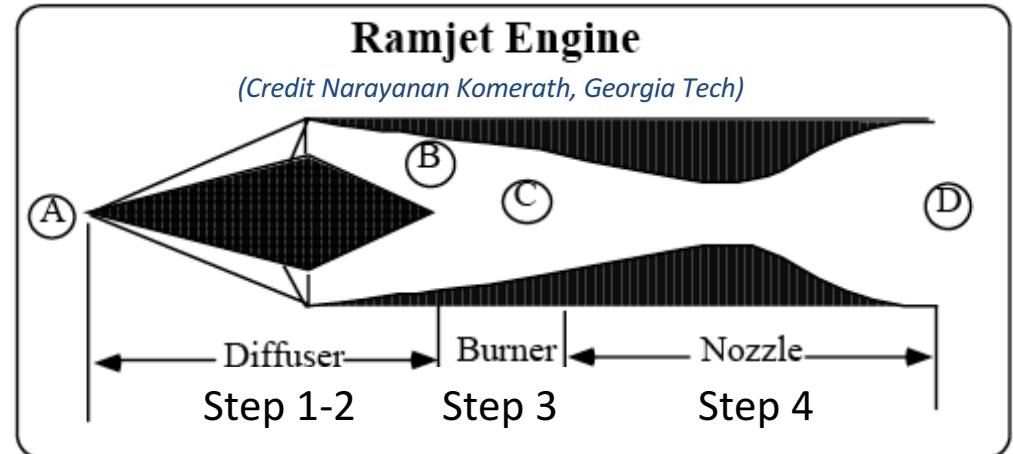 Ramjet Engine
(Credit Narayanan Komerath, Georgia Tech)
A
B
C
D
Diffuser
Burner
Nozzle
Step 1-2
Step 3
Step 4